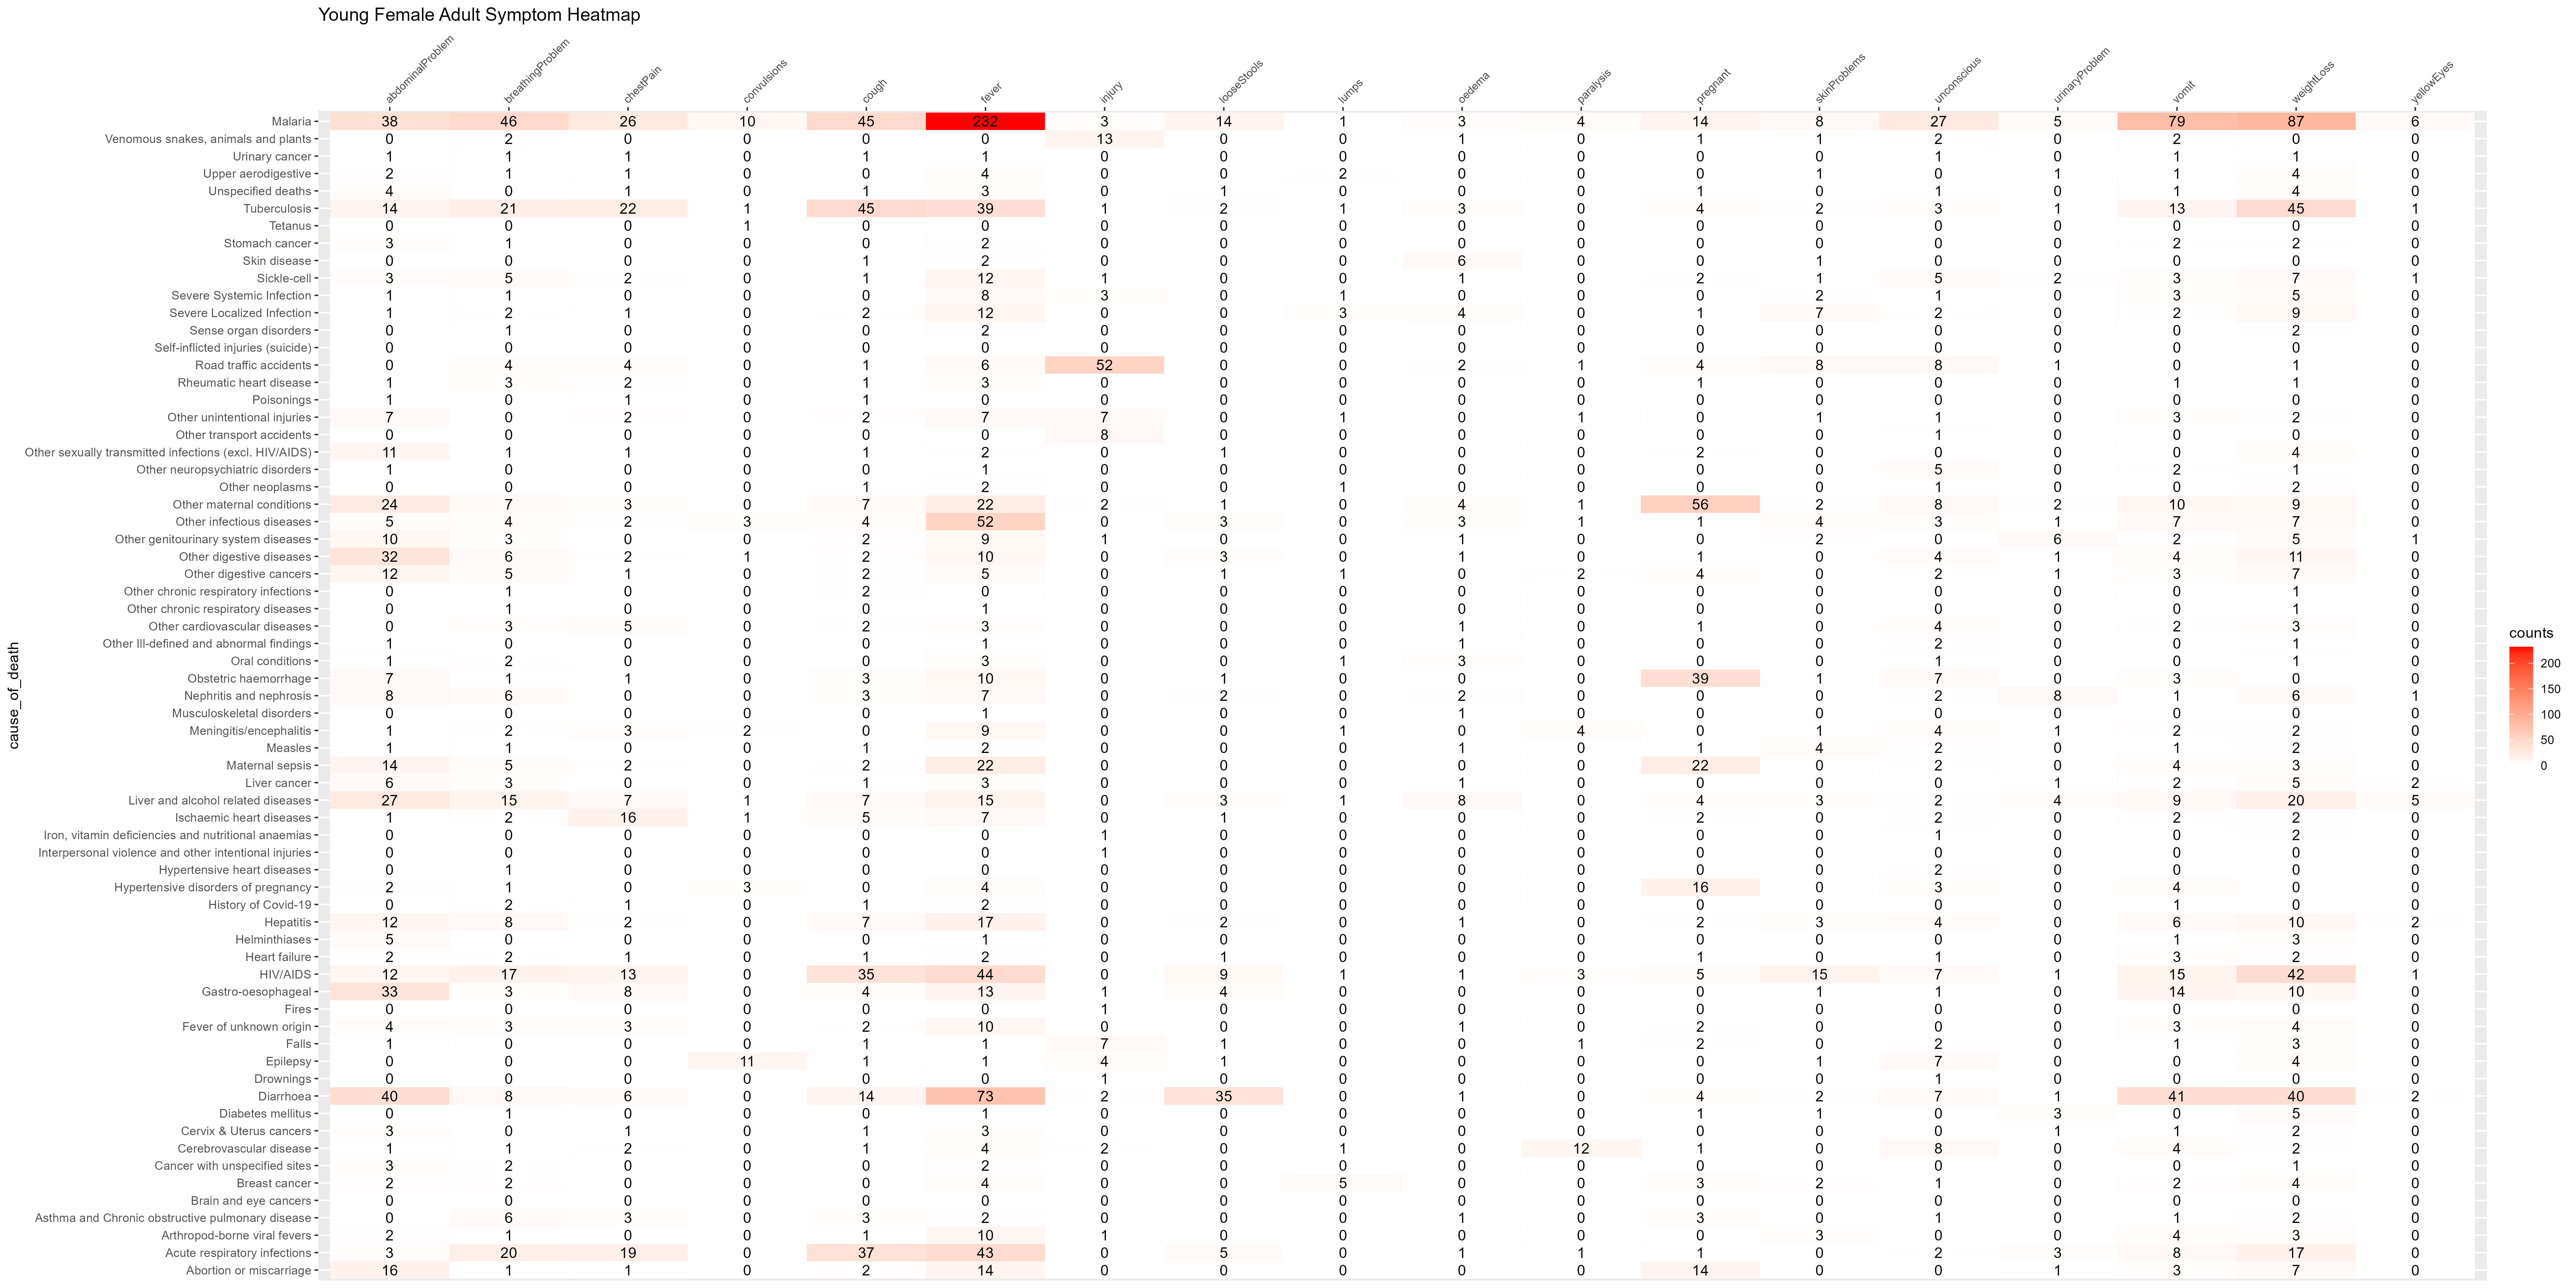 Young Female Adult Symptom Heatmap
abdominalProblem breathingProblem chestPain convulsions cough fever injury looseStools lumps oedema paralysis pregnant skinProblems unconscious urinaryProblem vomit weightLoss yellowEyes
Malaria 38 46 26 10 45 232 3 14 1 3 4 14 8 27 5 79 87 6
Venomous snakes, animals and plants 0 2 0 0 0 0 13 0 0 1 0 1 1 2 0 2 0 0
Urinary cancer 1 1 1 0 1 1 0 0 0 0 0 0 0 1 0 1 1 0
Upper aerodigestive 2 1 1 0 0 4 0 0 2 0 0 0 1 0 1 1 4 0
Unspecified deaths 4 0 1 0 1 3 0 1 0 0 0 1 0 1 0 1 4 0
Tuberculosis 14 21 22 1 45 39 1 2 1 3 0 4 2 3 1 13 45 1
Tetanus 0 0 0 1 0 0 0 0 0 0 0 0 0 0 0 0 0 0
Stomach cancer 3 1 0 0 0 2 0 0 0 0 0 0 0 0 0 2 2 0
Skin disease 0 0 0 0 1 2 0 0 0 6 0 0 1 0 0 0 0 0
Sickle-cell 3 5 2 0 1 12 1 0 0 1 0 2 1 5 2 3 7 1
Severe Systemic Infection 1 1 0 0 0 8 3 0 1 0 0 0 2 1 0 3 5 0
Severe Localized Infection 1 2 1 0 2 12 0 0 3 4 0 1 7 2 0 2 9 0
Sense organ disorders 0 1 0 0 0 2 0 0 0 0 0 0 0 0 0 0 2 0
Self-inflicted injuries (suicide) 0 0 0 0 0 0 0 0 0 0 0 0 0 0 0 0 0 0
Road traffic accidents 0 4 4 0 1 6 52 0 0 2 1 4 8 8 1 0 1 0
Rheumatic heart disease 1 3 2 0 1 3 0 0 0 0 0 1 0 0 0 1 1 0
Poisonings 1 0 1 0 1 0 0 0 0 0 0 0 0 0 0 0 0 0
Other unintentional injuries 7 0 2 0 2 7 7 0 1 0 1 0 1 1 0 3 2 0
Other transport accidents 0 0 0 0 0 0 8 0 0 0 0 0 0 1 0 0 0 0
Other sexually transmitted infections (excl. HIV/AIDS) 11 1 1 0 1 2 0 1 0 0 0 2 0 0 0 0 4 0
Other neuropsychiatric disorders 1 0 0 0 0 1 0 0 0 0 0 0 0 5 0 2 1 0
Other neoplasms 0 0 0 0 1 2 0 0 1 0 0 0 0 1 0 0 2 0
Other maternal conditions 24 7 3 0 7 22 2 1 0 4 1 56 2 8 2 10 9 0
Other infectious diseases 5 4 2 3 4 52 0 3 0 3 1 1 4 3 1 7 7 0
Other genitourinary system diseases 10 3 0 0 2 9 1 0 0 1 0 0 2 0 6 2 5 1
Other digestive diseases 32 6 2 1 2 10 0 3 0 1 0 1 0 4 1 4 11 0
Other digestive cancers 12 5 1 0 2 5 0 1 1 0 2 4 0 2 1 3 7 0
Other chronic respiratory infections 0 1 0 0 2 0 0 0 0 0 0 0 0 0 0 0 1 0
Other chronic respiratory diseases 0 1 0 0 0 1 0 0 0 0 0 0 0 0 0 0 1 0
Other cardiovascular diseases 0 3 5 0 2 3 0 0 0 0 0 1 0 4 0 2 3 0
Other Ill-defined and abnormal findings 1 0 0 0 0 1 0 0 0 1 0 0 0 2 0 0 1 0
Oral conditions 1 2 0 0 0 3 0 0 1 3 0 0 0 1 0 0 1 0
Obstetric haemorrhage 7 1 1 0 3 10 0 1 0 0 0 39 1 7 0 3 0 0
Nephritis and nephrosis 8 6 0 0 3 7 0 2 0 2 0 0 0 2 8 1 6 1
Musculoskeletal disorders 0 0 0 0 0 1 0 0 0 1 0 0 0 0 0 0 0 0
Meningitis/encephalitis 1 2 3 2 0 9 0 0 1 0 4 0 1 4 1 2 2 0
Measles 1 1 0 0 1 2 0 0 0 1 0 1 4 2 0 1 2 0
Maternal sepsis 14 5 2 0 2 22 0 0 0 0 0 22 0 2 0 4 3 0
Liver cancer 6 3 0 0 1 3 0 0 0 1 0 0 0 0 1 2 5 2
Liver and alcohol related diseases 27 15 7 1 7 15 0 3 1 8 0 4 3 2 4 9 20 5
Ischaemic heart diseases 1 2 16 1 5 7 0 1 0 0 0 2 0 2 0 2 2 0
Iron, vitamin deficiencies and nutritional anaemias 0 0 0 0 0 0 1 0 0 0 0 0 0 1 0 0 2 0
Interpersonal violence and other intentional injuries 0 0 0 0 0 0 1 0 0 0 0 0 0 0 0 0 0 0
Hypertensive heart diseases 0 1 0 0 0 0 0 0 0 0 0 0 0 2 0 0 0 0
Hypertensive disorders of pregnancy 2 1 0 3 0 4 0 0 0 0 0 16 0 3 0 4 0 0
History of Covid-19 0 2 1 0 1 2 0 0 0 0 0 0 0 0 0 1 0 0
Hepatitis 12 8 2 0 7 17 0 2 0 1 0 2 3 4 0 6 10 2
Helminthiases 5 0 0 0 0 1 0 0 0 0 0 0 0 0 0 1 3 0
Heart failure 2 2 1 0 1 2 0 1 0 0 0 1 0 1 0 3 2 0
HIV/AIDS 12 17 13 0 35 44 0 9 1 1 3 5 15 7 1 15 42 1
Gastro-oesophageal 33 3 8 0 4 13 1 4 0 0 0 0 1 1 0 14 10 0
Fires 0 0 0 0 0 0 1 0 0 0 0 0 0 0 0 0 0 0
Fever of unknown origin 4 3 3 0 2 10 0 0 0 1 0 2 0 0 0 3 4 0
Falls 1 0 0 0 1 1 7 1 0 0 1 2 0 2 0 1 3 0
Epilepsy 0 0 0 11 1 1 4 1 0 0 0 0 1 7 0 0 4 0
Drownings 0 0 0 0 0 0 1 0 0 0 0 0 0 1 0 0 0 0
Diarrhoea 40 8 6 0 14 73 2 35 0 1 0 4 2 7 1 41 40 2
Diabetes mellitus 0 1 0 0 0 1 0 0 0 0 0 1 1 0 3 0 5 0
Cervix & Uterus cancers 3 0 1 0 1 3 0 0 0 0 0 0 0 0 1 1 2 0
Cerebrovascular disease 1 1 2 0 1 4 2 0 1 0 12 1 0 8 0 4 2 0
Cancer with unspecified sites 3 2 0 0 0 2 0 0 0 0 0 0 0 0 0 0 1 0
Breast cancer 2 2 0 0 0 4 0 0 5 0 0 3 2 1 0 2 4 0
Brain and eye cancers 0 0 0 0 0 0 0 0 0 0 0 0 0 0 0 0 0 0
Asthma and Chronic obstructive pulmonary disease 0 6 3 0 3 2 0 0 0 1 0 3 0 1 0 1 2 0
Arthropod-borne viral fevers 2 1 0 0 1 10 1 0 0 0 0 0 3 0 0 4 3 0
Acute respiratory infections 3 20 19 0 37 43 0 5 0 1 1 1 0 2 3 8 17 0
Abortion or miscarriage 16 1 1 0 2 14 0 0 0 0 0 14 0 0 1 3 7 0
cause_of_death
counts
200
150
100
50
0